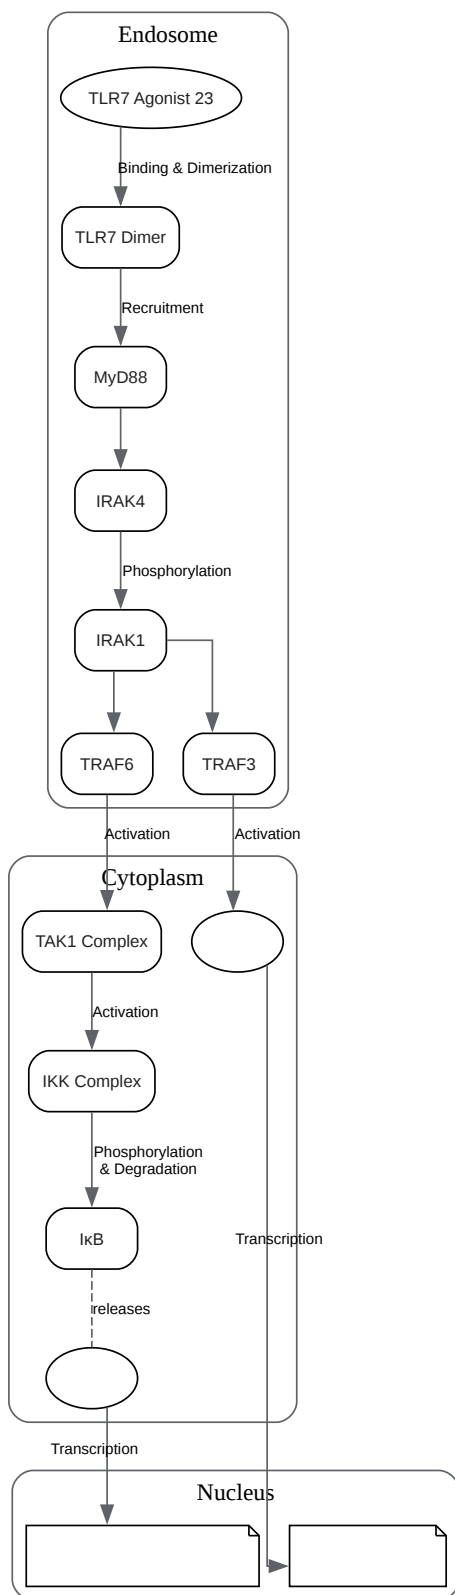 Endosome
TLR7 Agonist 23
Binding & Dimerization
TLR7 Dimer
Recruitment
MyD88
IRAK4
Phosphorylation
IRAK1
TRAF6
TRAF3
Activation
Activation
Cytoplasm
TAK1 Complex
Activation
IKK Complex
Phosphorylation
& Degradation
IκB
Transcription
releases
Transcription
Nucleus